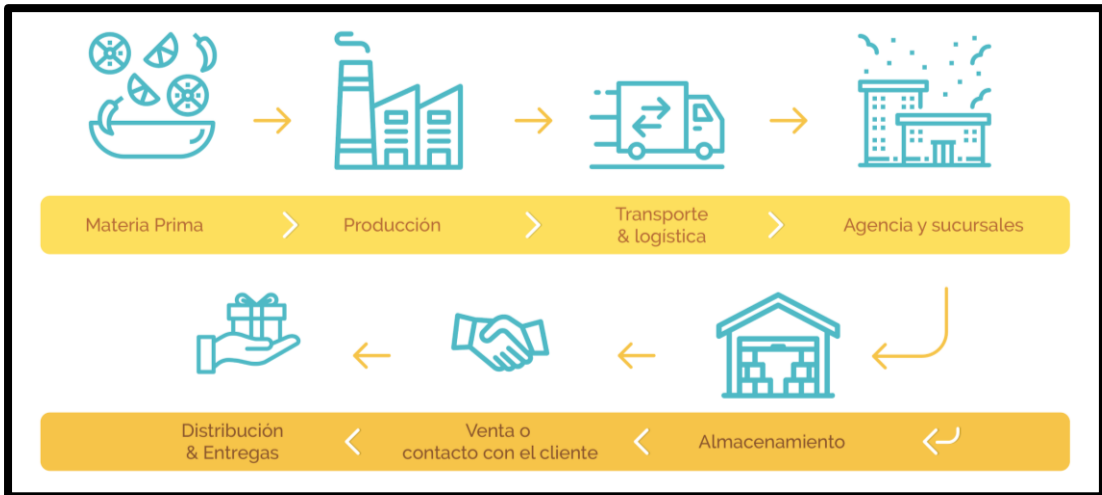 Materia Prima
Producción
Transporte
& logística
Agencia y sucursales
Distribución
& Entregas
Venta o
contacto con el cliente
Almacenamiento